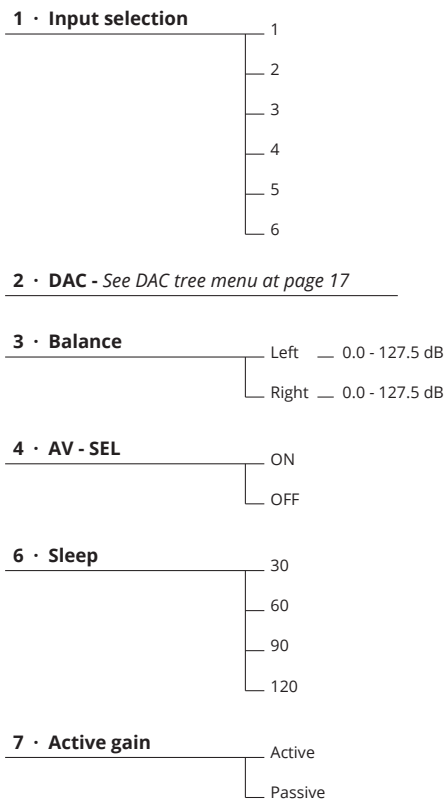 1 · Input selection
1
2
3
4
5
6
2 · DAC - See DAC tree menu at page 17
3 · Balance
Left 0.0 - 127.5 dB
Right 0.0 - 127.5 dB
4 · AV - SEL
ON
OFF
6 · Sleep
30
60
90
120
7 · Active gain
Active
Passive